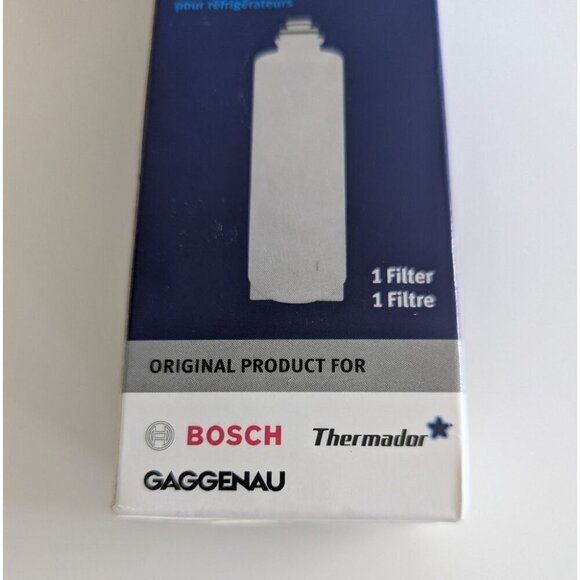 pour réfrigérateurs
1 Filter
1 Filtre
ORIGINAL PRODUCT FOR
BOSCH Thermador
GAGGENAU